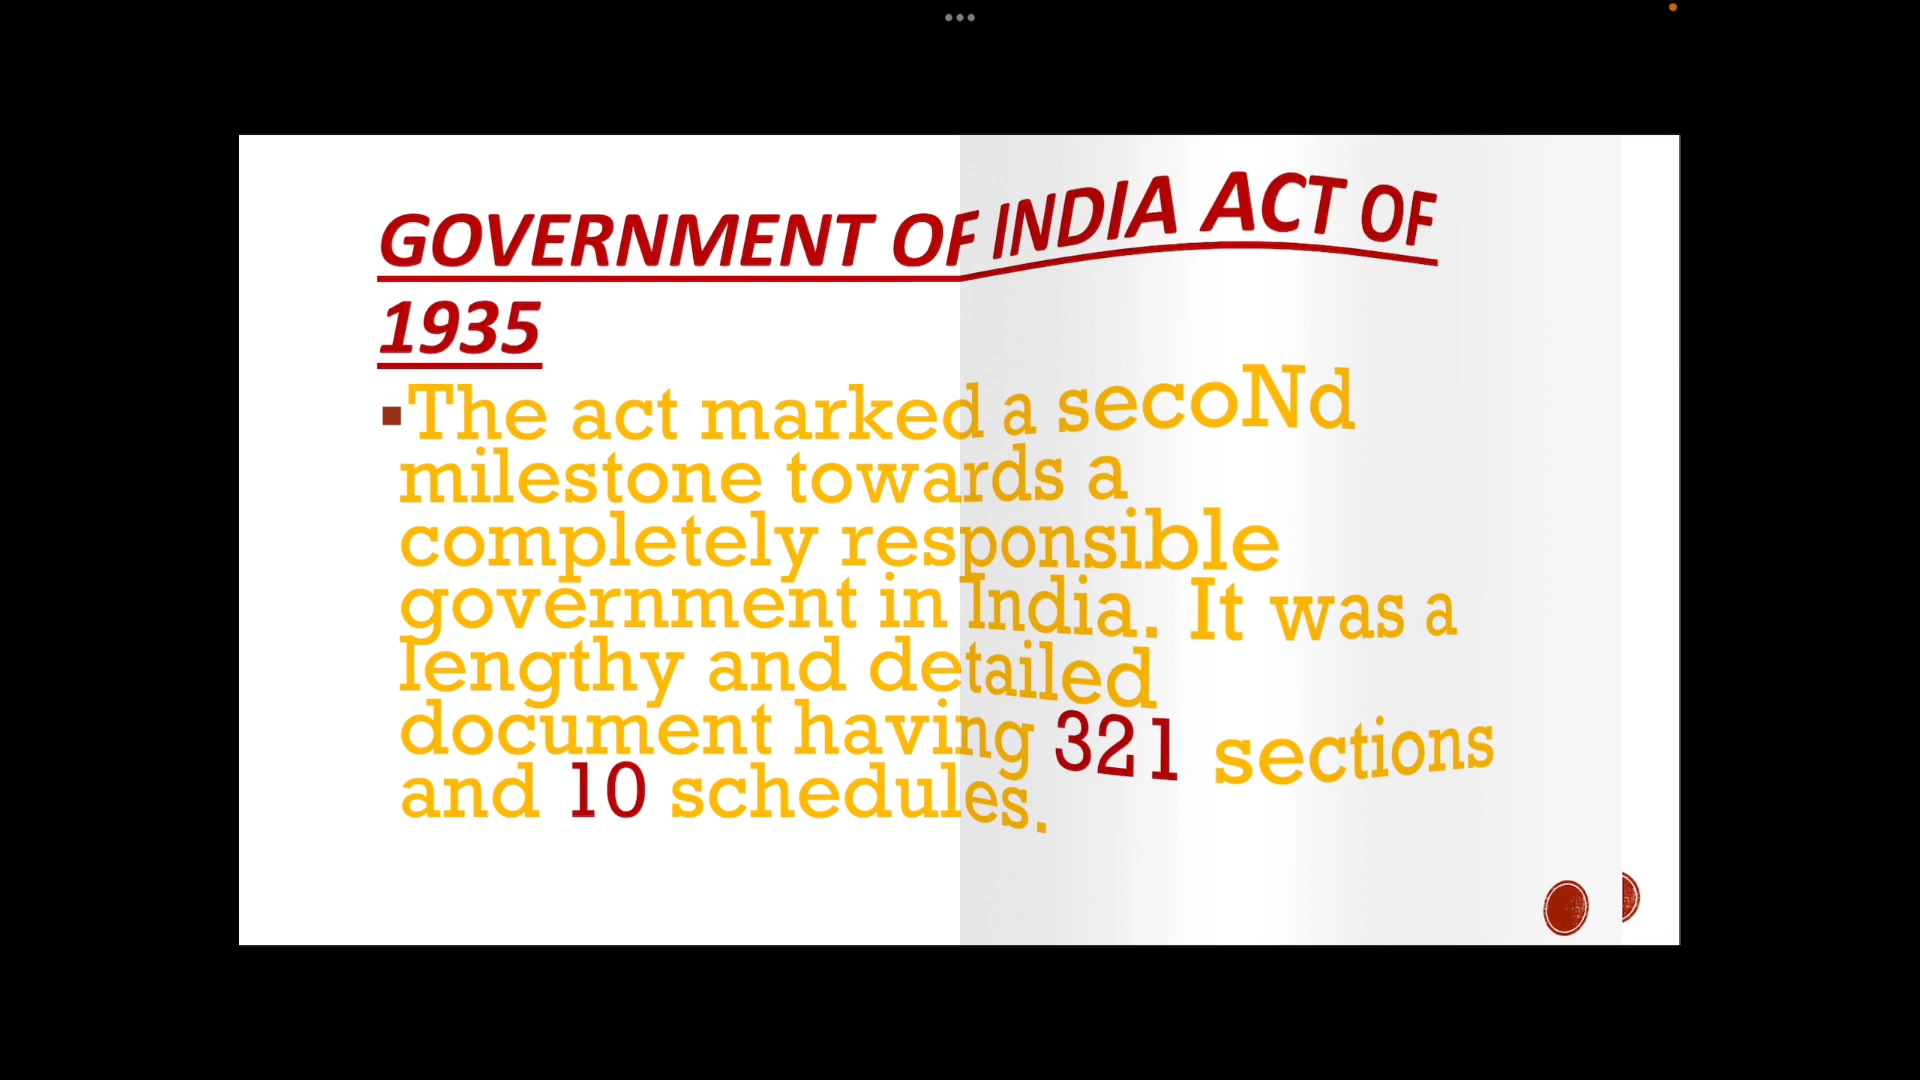 GOVERNMENT OF INDIA ACT OF
1935
▪The act marked a secoNd
milestone towards a
completely responsible
government in India. It was a
lengthy and detailed
document having 321 sections
and 10 schedules.